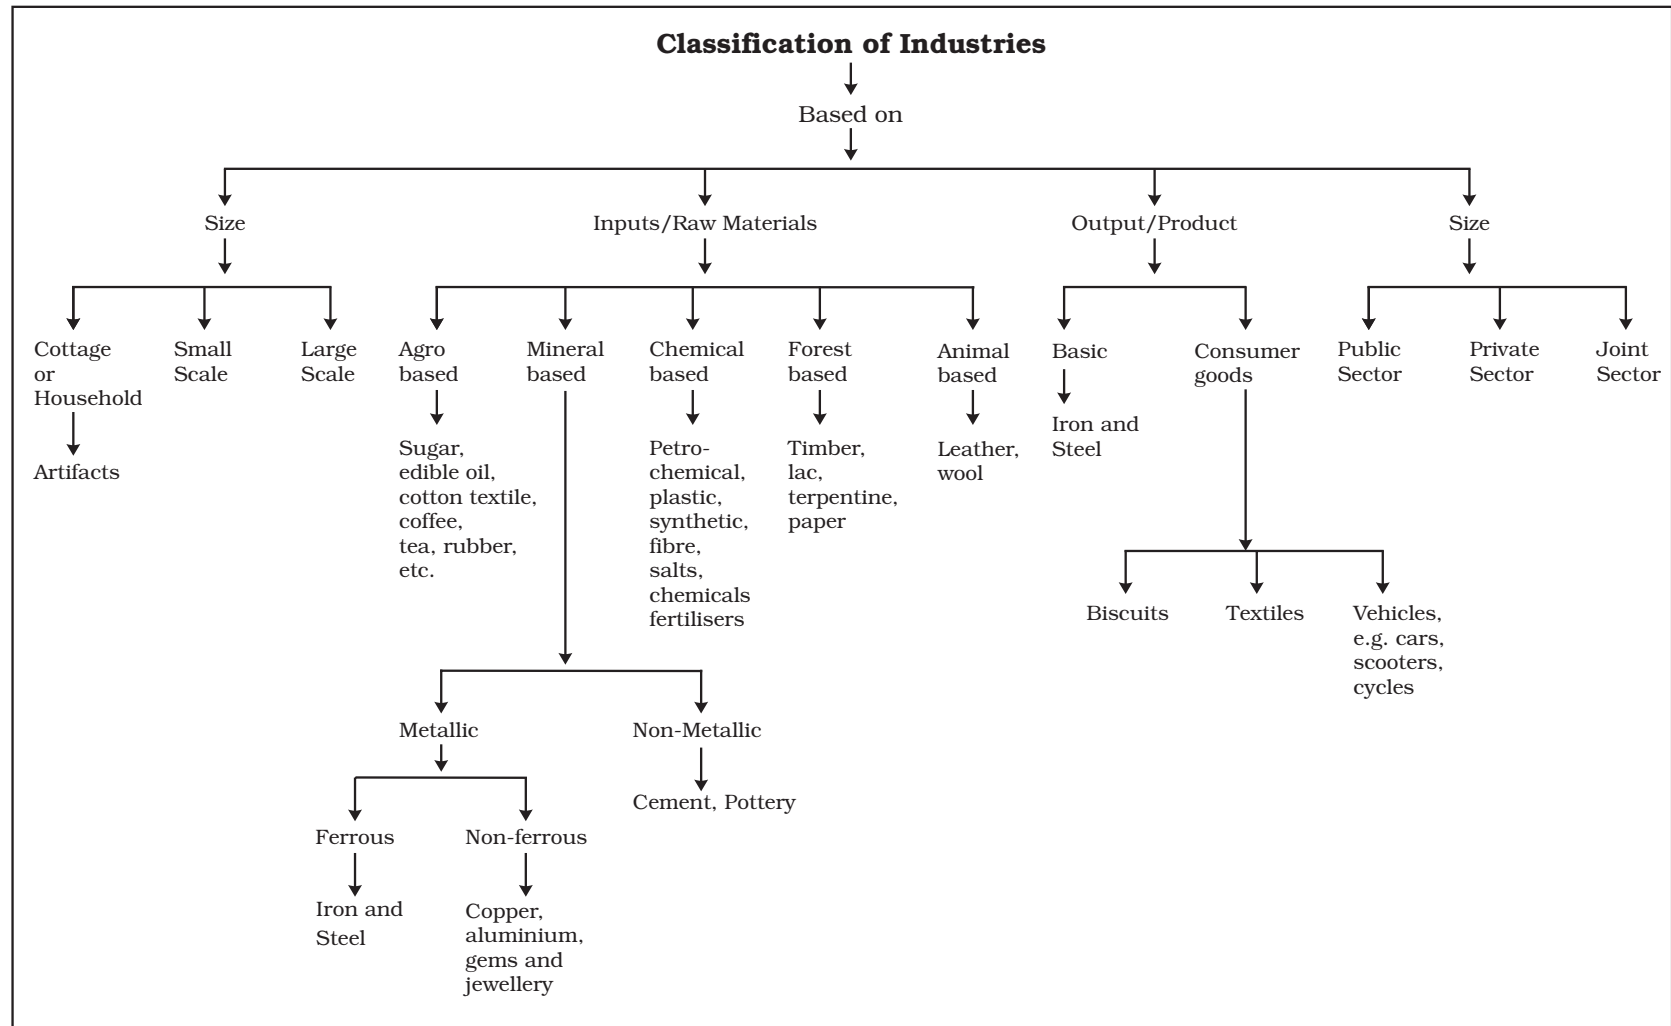 Classification of Industries
Based on
Size
Inputs/Raw Materials
Output/Product
Size
Cottage
or
Household
Artifacts
Small
Scale
Large
Scale
Agro
based
Sugar,
edible oil,
cotton textile,
coffee,
tea, rubber,
etc.
Mineral
based
Chemical
based
Petro-
chemical,
plastic,
synthetic,
fibre,
salts,
chemicals
fertilisers
Forest
based
Timber,
lac,
terpentine,
paper
Animal
based
Leather,
wool
Basic
Iron and
Steel
Consumer
goods
Biscuits
Textiles
Vehicles,
e.g. cars,
scooters,
cycles
Public
Sector
Private
Sector
Joint
Sector
Metallic
Non-Metallic
Cement, Pottery
Ferrous
Iron and
Steel
Non-ferrous
Copper,
aluminium,
gems and
jewellery